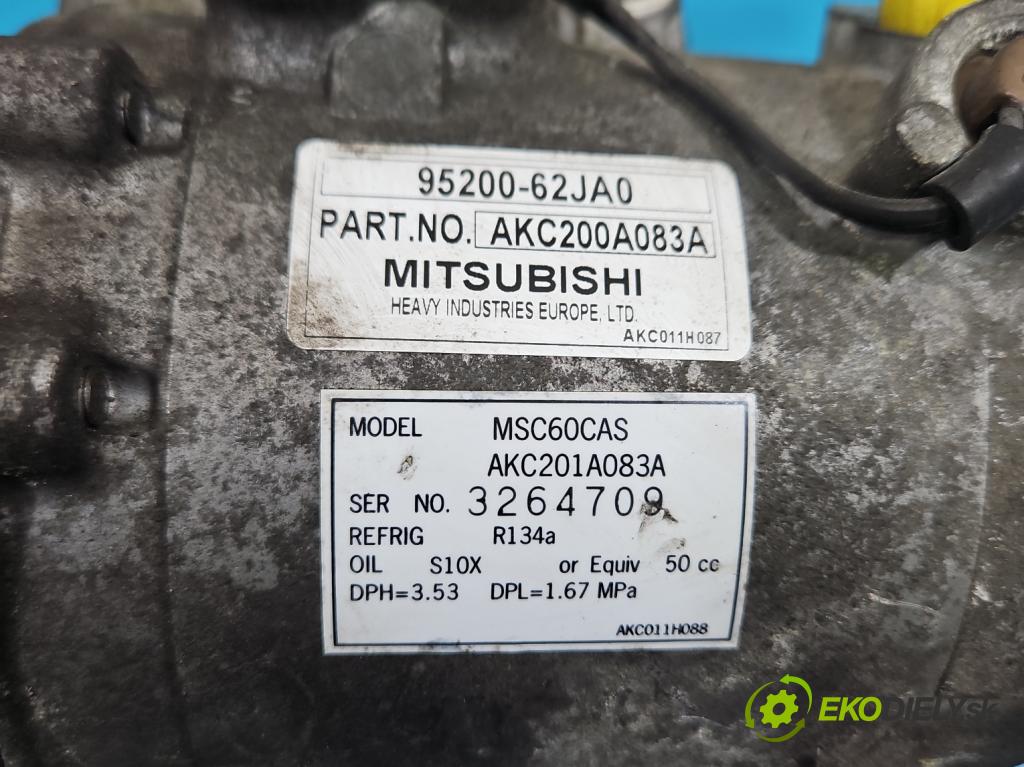 95200-62JA0
PART.NO. AKC200A083A
MITSUBISHI
HEAVY INDUSTRIES EUROPE, LTD.
AKC011H087
MODEL MSC60CAS
AKC201A083A
SER NO. 3264709
REFRIG R134a
OIL S10X or Equiv 50 cc
DPH=3.53 DPL=1.67 MPa
AKC011H088
EKODIELY.sk